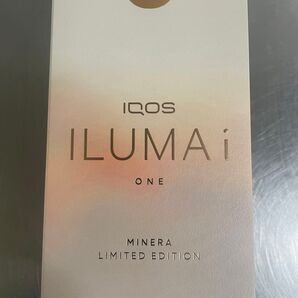 IQOS
ILUMA i
ONE
MINERA
LIMITED EDITION